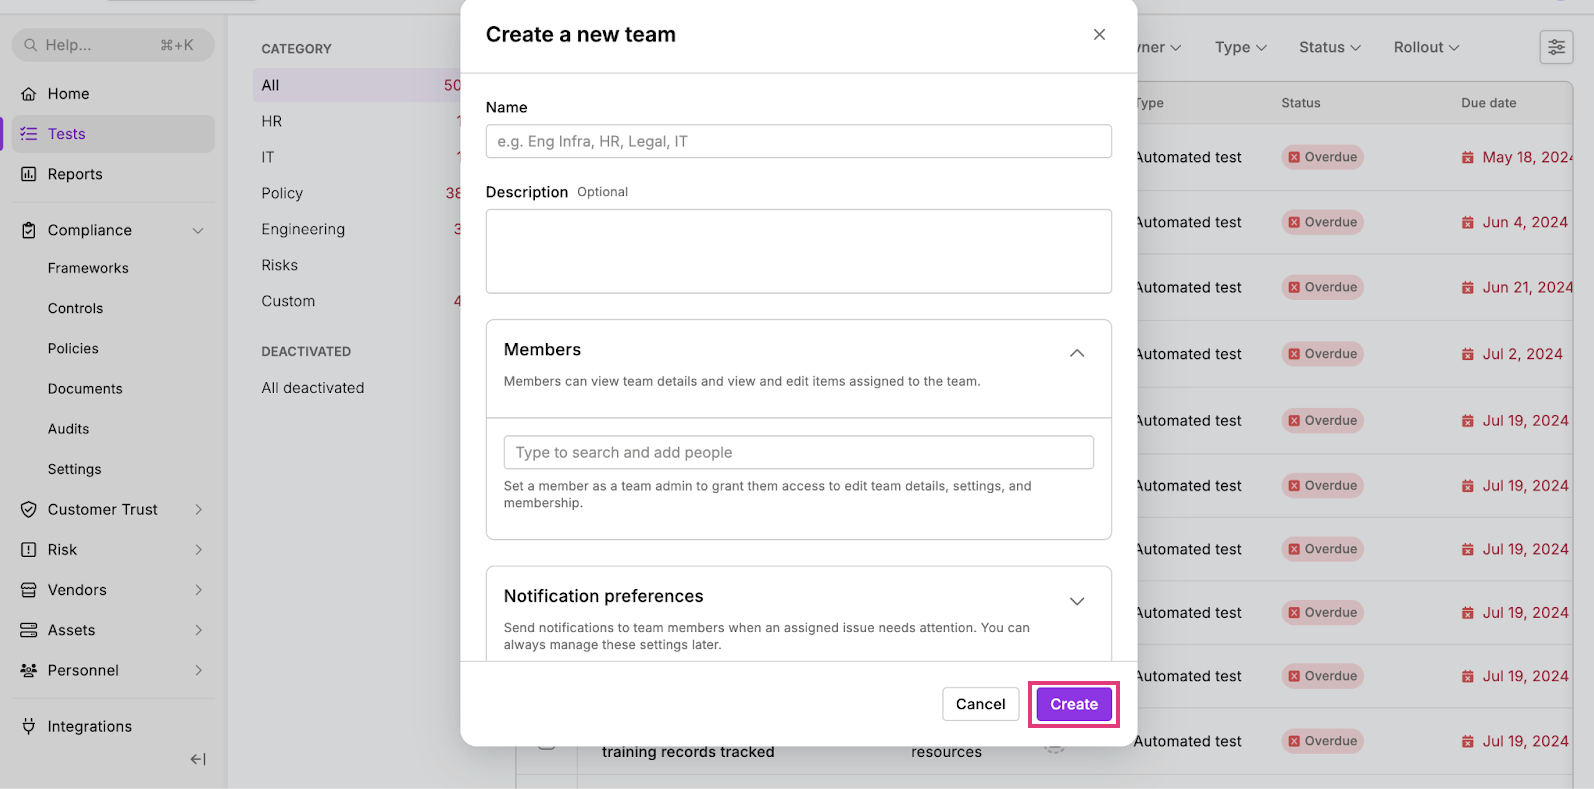 Help...
⌘+K
Home
Tests
Reports
Compliance
Frameworks
Controls
Policies
Documents
Audits
Settings
Customer Trust
Risk
Vendors
Assets
Personnel
Integrations
CATEGORY
All
50
HR
IT
Policy
38
Engineering
3
Risks
Custom
4
DEACTIVATED
All deactivated
Create a new team
Name
e.g. Eng Infra, HR, Legal, IT
Description Optional
Members
Members can view team details and view and edit items assigned to the team.
Type to search and add people
Set a member as a team admin to grant them access to edit team details, settings, and
membership.
Notification preferences
Send notifications to team members when an assigned issue needs attention. You can
always manage these settings later.
Cancel
Create
Type
Status
Rollout
Type
Status
Due date
Automated test
Overdue
May 18, 2024
Automated test
Overdue
Jun 4, 2024
Automated test
Overdue
Jun 21, 2024
Automated test
Overdue
Jul 2, 2024
Automated test
Overdue
Jul 19, 2024
Automated test
Overdue
Jul 19, 2024
Automated test
Overdue
Jul 19, 2024
Automated test
Overdue
Jul 19, 2024
Automated test
Overdue
Jul 19, 2024
training records tracked
resources
Automated test
Overdue
Jul 19, 2024